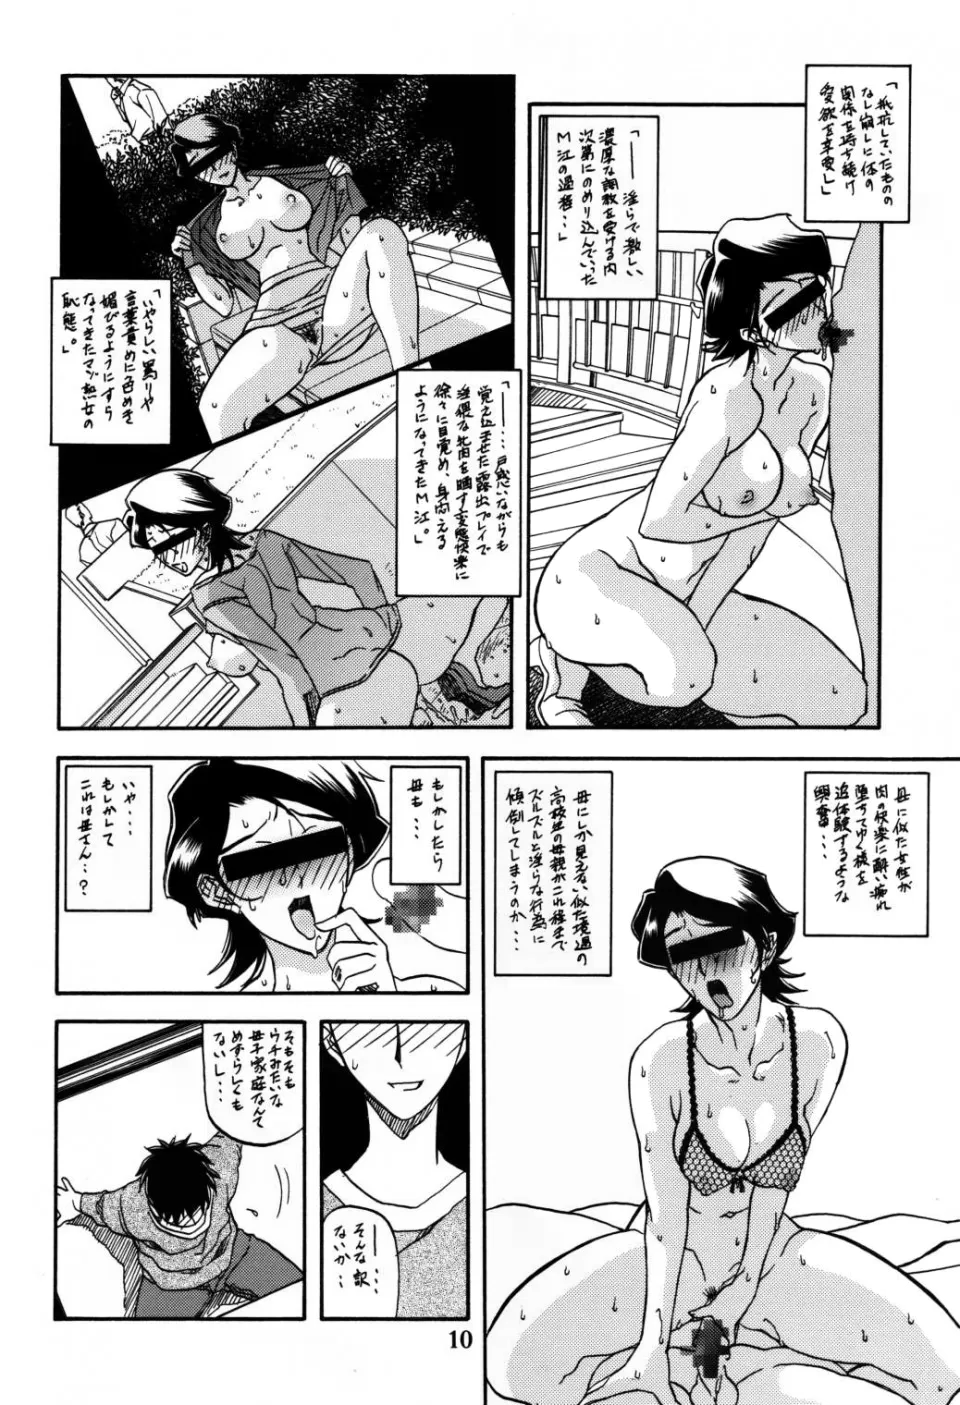 「抵抗していたものの
なし崩しに体の
関係を持ち続け
愛欲を享受」
「――淫らで激しい
濃厚な調教を受ける内
次第にのめり込んでいった
M江の過程・・」
「――・・・戸惑いながらも
覚え込ませた露出プレイで
淫猥な牝肉を晒す変態快楽に
徐々に目覚め、身悶える
ようになってきたM江。」
「いやらしい罵りや
言葉責めに色めき
媚びるようにすら
なってきたマゾ熟女の
恥態。」
母に似た女性が
肉の快楽に酔い痴れ
堕ちてゆく様を
追体験するような
興奮・・・
母にしか見えない似た境遇の
高校生の母親がこれ程まで
ズルズルと淫らな行為に
傾倒してしまうのか・・・
もしかしたら
母も・・・
いや・・・
もしかして
これは母さん・・?
――・・・
そんな訳
ないか・・
そもそも
ウチみたいな
母子家庭なんて
めずらしくも
ないし・・・
10